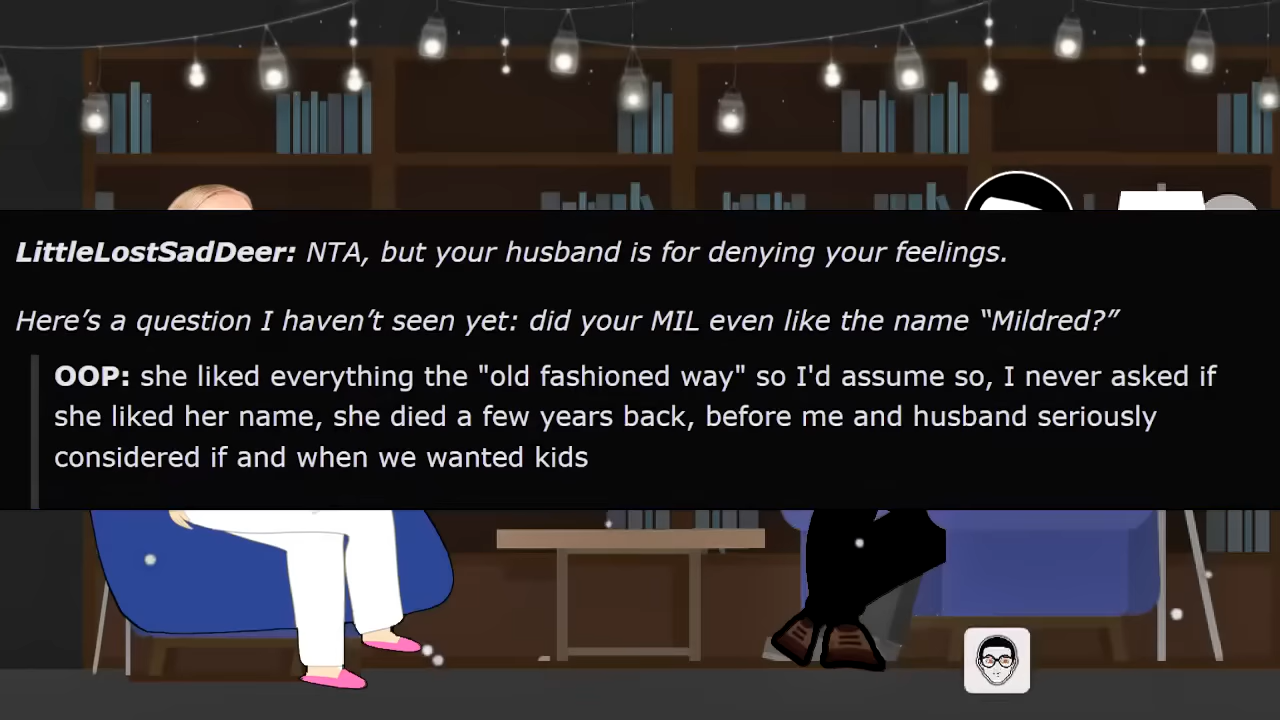 LittleLostSadDeer: NTA, but your husband is for denying your feelings.
Here’s a question I haven’t seen yet: did your MIL even like the name “Mildred?”
OOP: she liked everything the "old fashioned way" so I'd assume so, I never asked if
she liked her name, she died a few years back, before me and husband seriously
considered if and when we wanted kids